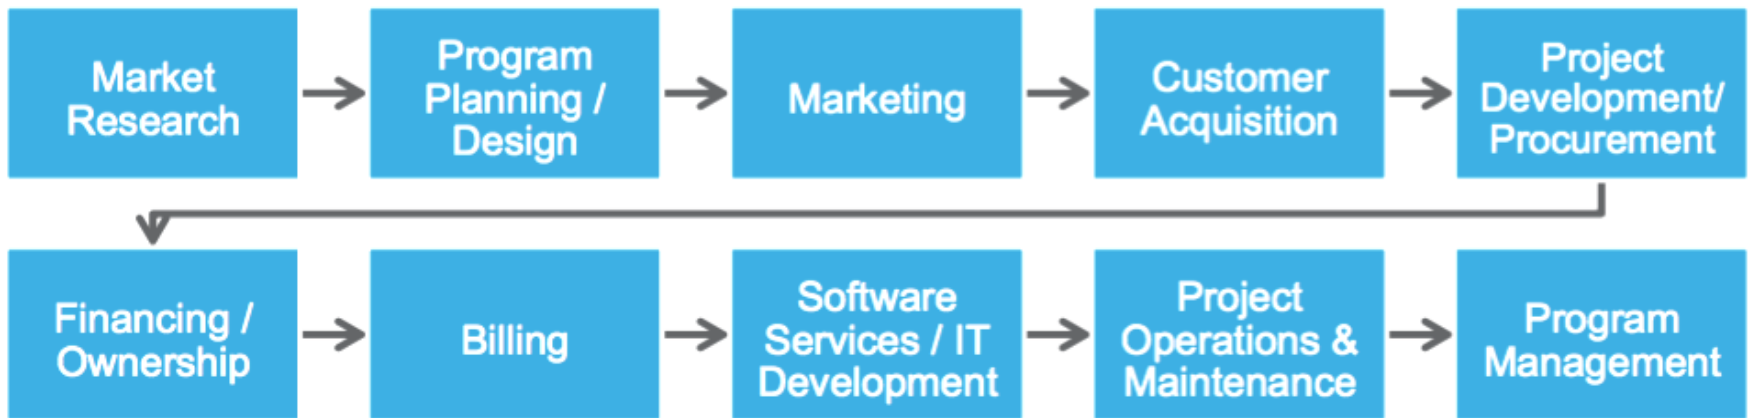 Market
Research
Program
Planning /
Design
Marketing
Customer
Acquisition
Project
Development/
Procurement
Financing /
Ownership
Billing
Software
Services / IT
Development
Project
Operations &
Maintenance
Program
Management